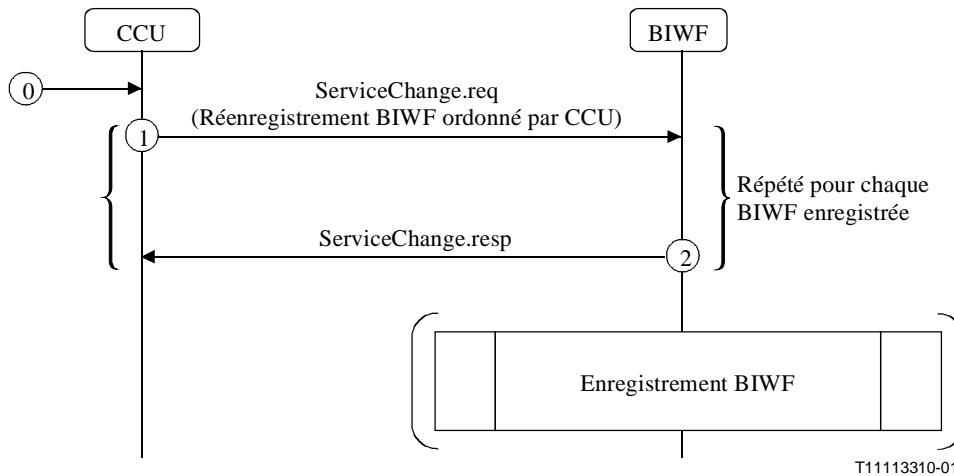 CCU
BIWF
0
ServiceChange.req
(Réenregistrement BIWF ordonné par CCU)
1
Répété pour chaque
BIWF enregistrée
ServiceChange.resp
2
Enregistrement BIWF
T11113310-01